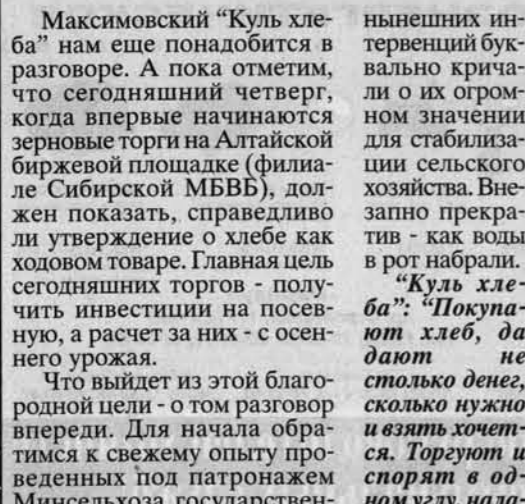 Максимовский “Куль хле-
ба” нам еще понадобится в
разговоре. А пока отметим,
что сегодняшний четверг,
когда впервые начинаются
зерновые торги на Алтайской
биржевой площадке (филиа-
ле Сибирской МБВБ), дол-
жен показать, справедливо
ли утверждение о хлебе как
ходовом товаре. Главная цель
сегодняшних торгов - полу-
чить инвестиции на посев-
ную, а расчет за них - с осен-
него урожая.
Что выйдет из этой благо-
родной цели - о том разговор
впереди. Для начала обра-
тимся к свежему опыту про-
веденных под патронажем
Минсельхоза государствен-
нынешних ин-
тервенций бук-
вально крича-
ли о их огром-
ном значении
для стабилиза-
ции сельского
хозяйства. Вне-
запно прекра-
тив - как воды
в рот набрали.
“Куль хле-
ба”: “Покупа-
ют хлеб, да
дают не
столько денег,
сколько нужно
и взять хочет-
ся. Торгуют и
спорят в од-
ном углу, нала-